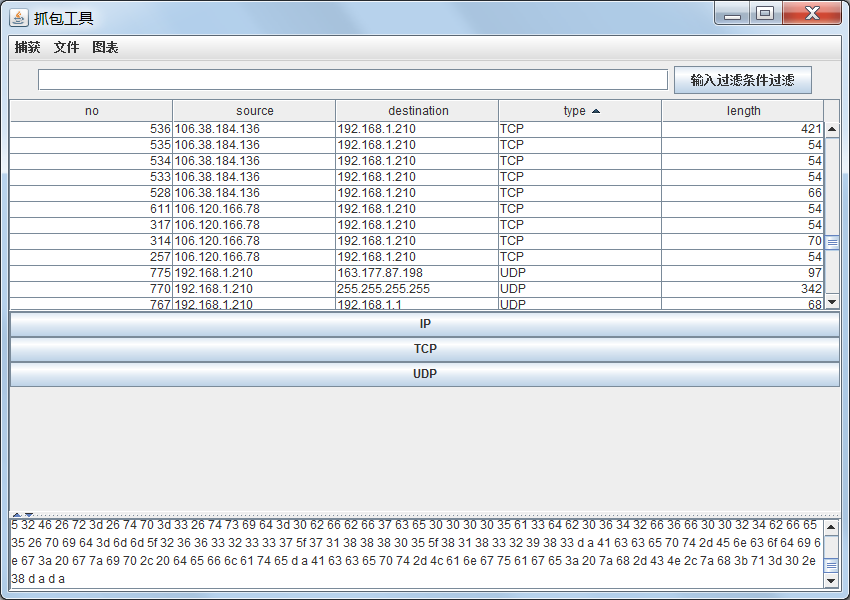 抓包工具
捕获 文件 图表
输入过滤条件过滤
no source destination type length
536 106.38.184.136 192.168.1.210 TCP 421
535 106.38.184.136 192.168.1.210 TCP 54
534 106.38.184.136 192.168.1.210 TCP 54
533 106.38.184.136 192.168.1.210 TCP 54
528 106.38.184.136 192.168.1.210 TCP 66
611 106.120.166.78 192.168.1.210 TCP 54
317 106.120.166.78 192.168.1.210 TCP 54
314 106.120.166.78 192.168.1.210 TCP 70
257 106.120.166.78 192.168.1.210 TCP 54
775 192.168.1.210 163.177.87.198 UDP 97
770 192.168.1.210 255.255.255.255 UDP 342
767 192.168.1.210 192.168.1.1 UDP 68
IP
TCP
UDP
5 32 46 26 72 3d 26 74 70 3d 33 26 74 73 69 64 3d 30 62 66 62 66 37 63 65 30 30 30 30 35 61 33 64 62 30 36 34 32 66 36 66 30 30 32 34 62 66 65
35 26 70 69 64 3d 6d 6d 5f 32 36 36 33 32 33 33 37 5f 37 31 38 38 38 30 35 5f 38 31 38 33 32 39 38 33 d a 41 63 63 65 70 74 2d 45 6e 63 6f 64 69 6
e 67 3a 20 67 7a 69 70 2c 20 64 65 66 6c 61 74 65 d a 41 63 63 65 70 74 2d 4c 61 6e 67 75 61 67 65 3a 20 7a 68 2d 43 4e 2c 7a 68 3b 71 3d 30 2e
38 d a d a